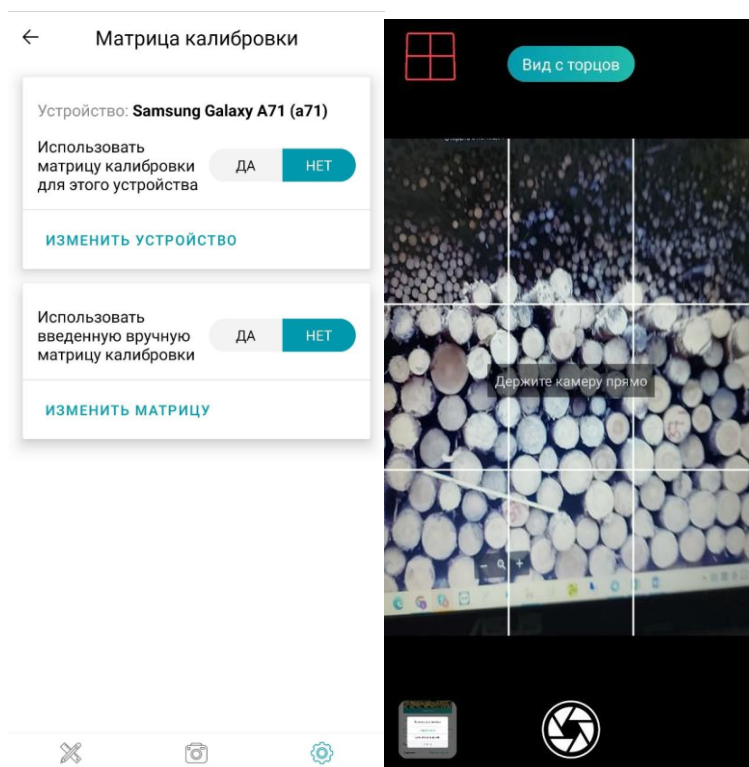 Матрица калибровки
Устройство: Samsung Galaxy A71 (a71)
Использовать
матрицу калибровки
для этого устройства
ДА
НЕТ
ИЗМЕНИТЬ УСТРОЙСТВО
Использовать
введенную вручную
матрицу калибровки
ДА
НЕТ
ИЗМЕНИТЬ МАТРИЦУ
Вид с торцов
Держите камеру прямо